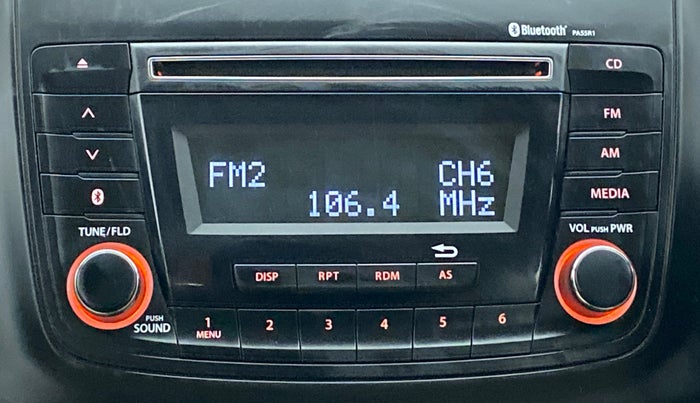 Bluetooth PA5SR1
CD
FM
AM
MEDIA
FM2 CH6
106.4 MHz
TUNE/FLD
VOL PUSH PWR
DISP RPT RDM AS
PUSH
SOUND
1 2 3 4 5 6
MENU